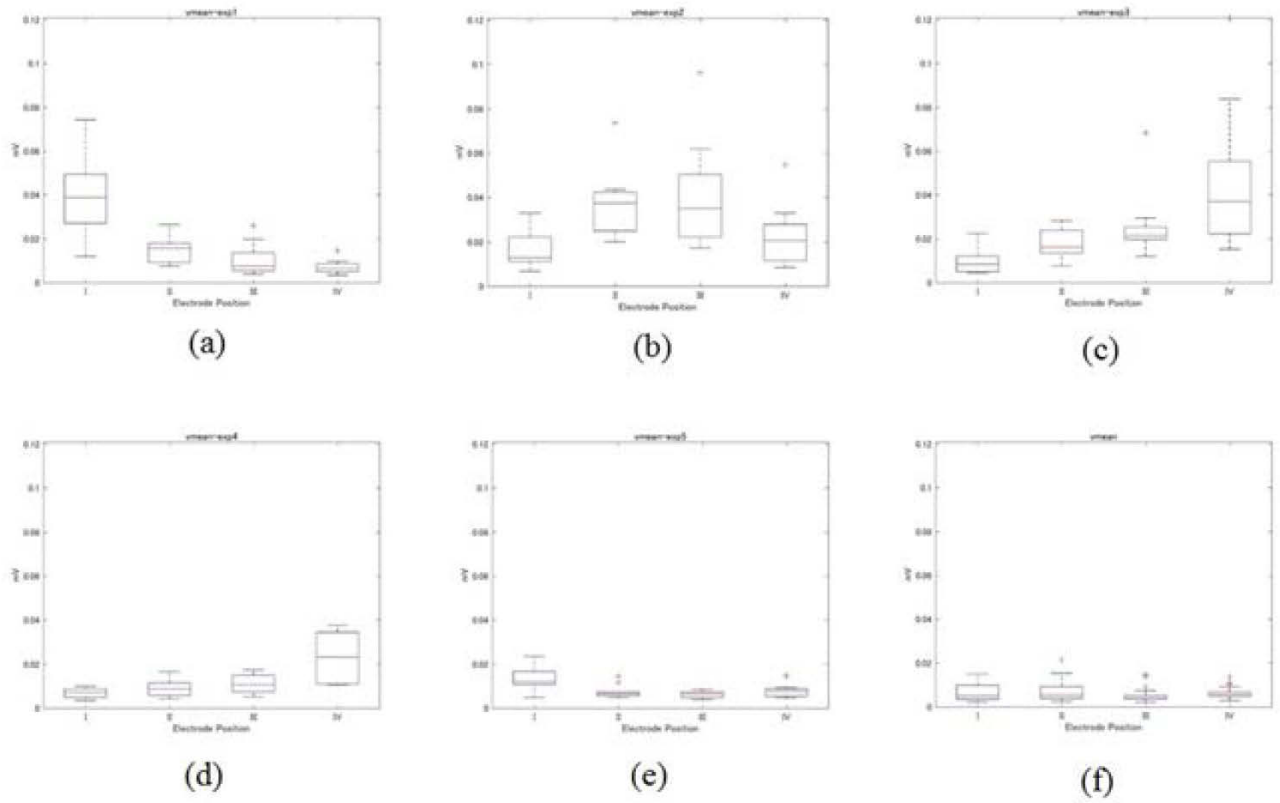 vmean-exp1
0.12
0.1
0.08
0.06
0.04
0.02
0
mV
I
II
III
IV
Electrode Position
(a)
vmean-exp2
0.12
0.1
0.08
0.06
0.04
0.02
0
mV
I
II
III
IV
Electrode Position
(b)
vmean-exp3
0.12
0.1
0.08
0.06
0.04
0.02
0
mV
I
II
III
IV
Electrode Position
(c)
vmean-exp4
0.12
0.1
0.08
0.06
0.04
0.02
0
mV
I
II
III
IV
Electrode Position
(d)
vmean-exp5
0.12
0.1
0.08
0.06
0.04
0.02
0
mV
I
II
III
IV
Electrode Position
(e)
vmean
0.12
0.1
0.08
0.06
0.04
0.02
0
mV
I
II
III
IV
Electrode Position
(f)